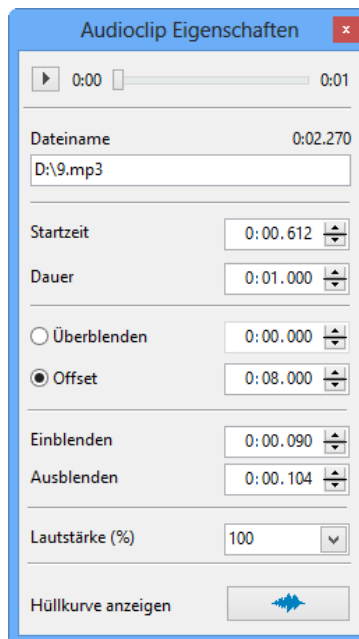 Audioclip Eigenschaften x
0:00 0:01
Dateiname 0:02.270
D:\9.mp3
Startzeit 0:00.612
Dauer 0:01.000
Überblenden 0:00.000
Offset 0:08.000
Einblenden 0:00.090
Ausblenden 0:00.104
Lautstärke (%) 100
Hüllkurve anzeigen